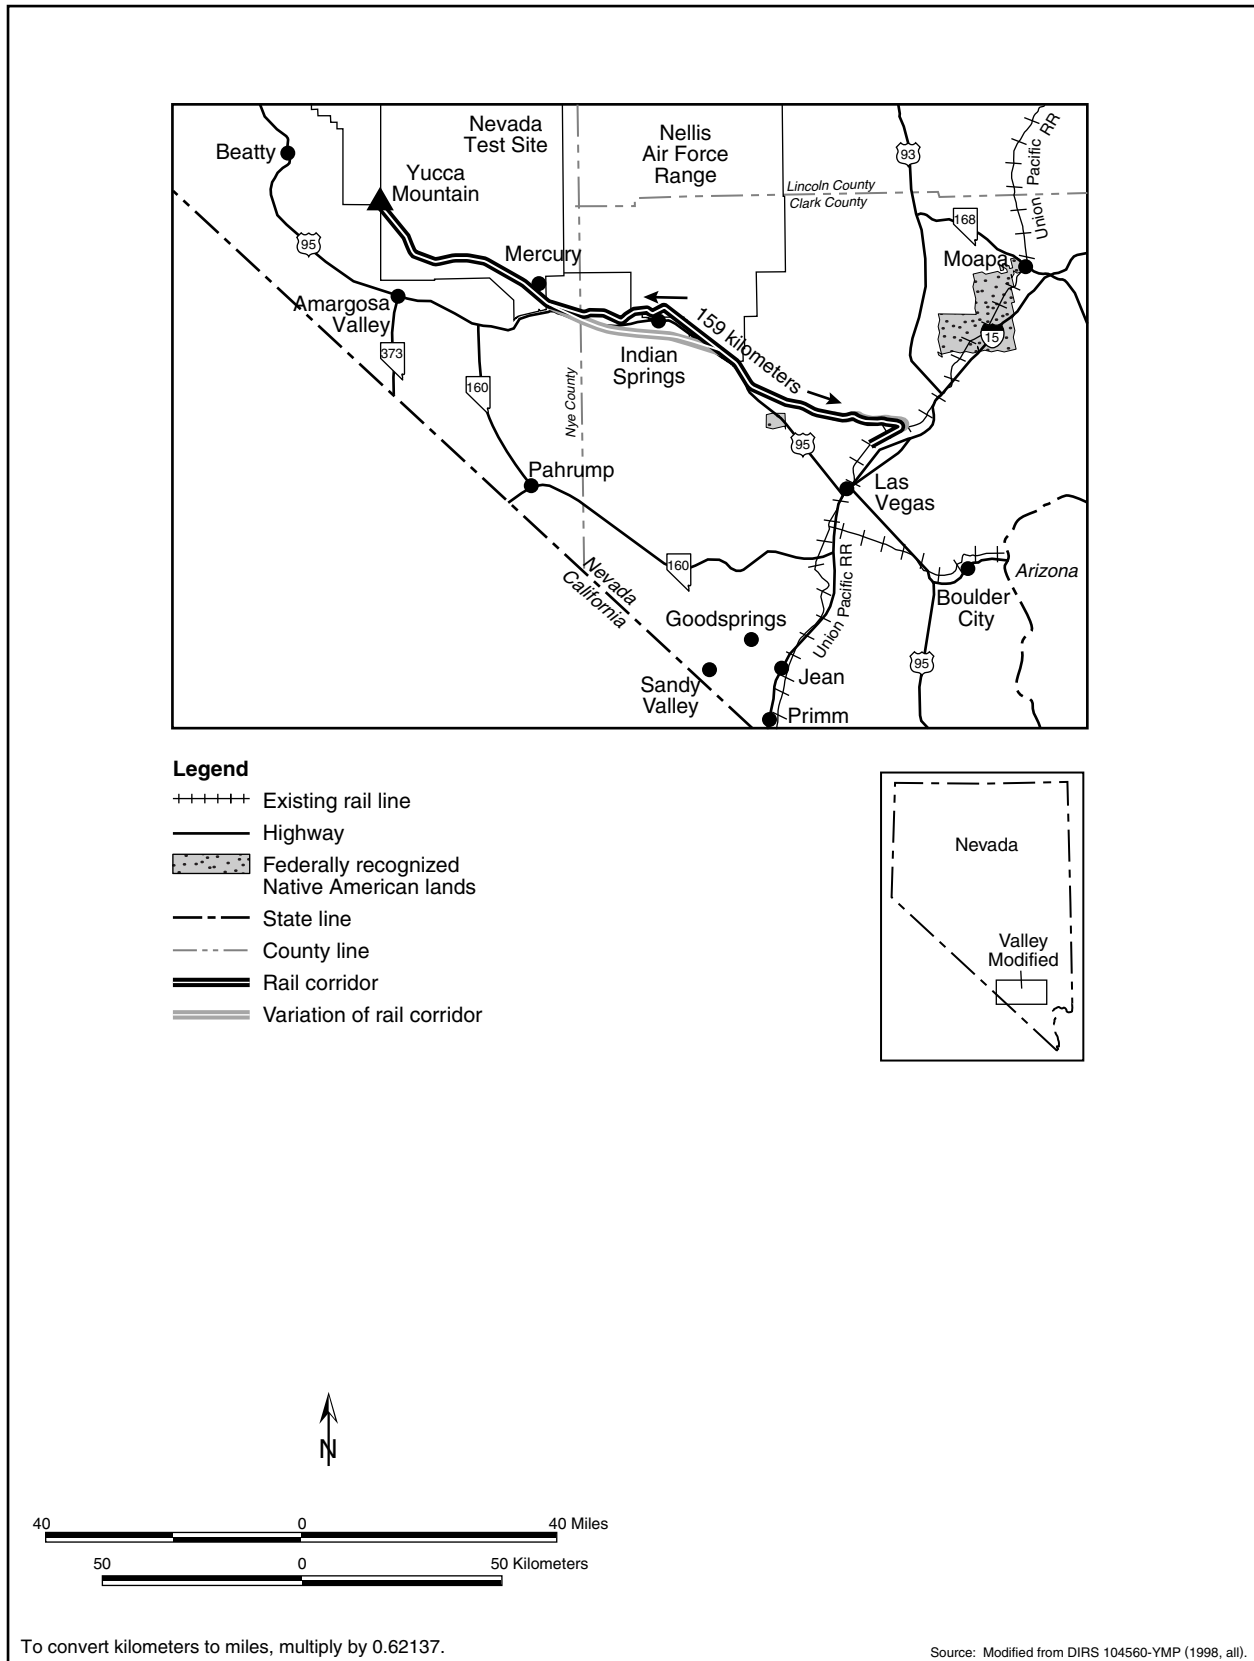 Nevada
Test Site
Nellis
Air Force
Range
Beatty
Yucca
Mountain
93
Union Pacific RR
Lincoln County
Clark County
168
95
Mercury
Moapa
Amargosa
Valley
159 kilometers
15
373
Indian
Springs
160
Nye County
95
Pahrump
Las
Vegas
160
Nevada
California
Union Pacific RR
Arizona
Boulder
City
Goodsprings
95
Sandy
Valley
Jean
Primm
Legend
Existing rail line
Highway
Federally recognized
Native American lands
State line
County line
Rail corridor
Variation of rail corridor
Nevada
Valley
Modified
N
40 0 40 Miles
50 0 50 Kilometers
To convert kilometers to miles, multiply by 0.62137.
Source: Modified from DIRS 104560-YMP (1998, all).